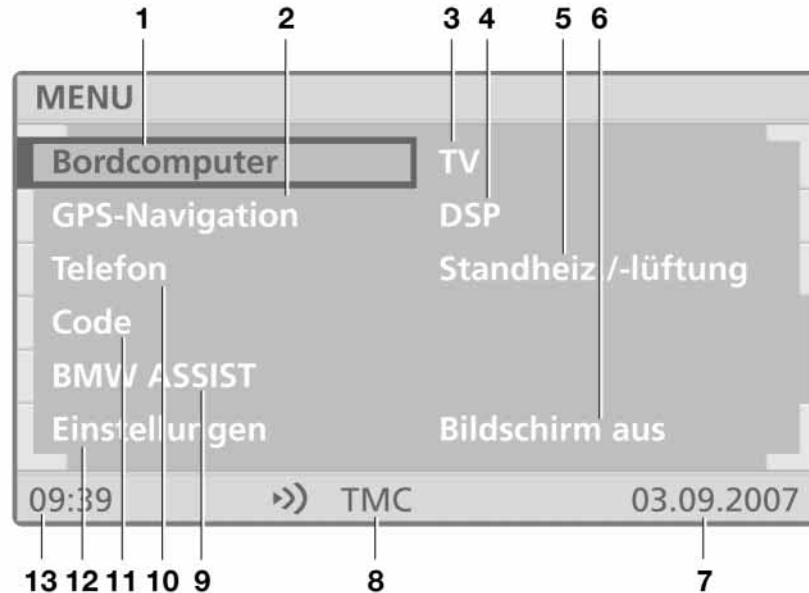 1 2 3 4 5 6
MENU
Bordcomputer TV
GPS-Navigation DSP
Telefon Standheiz./-lüftung
Code
BMW ASSIST
Einstellungen Bildschirm aus
09:39 TMC 03.09.2007
13 12 11 10 9 8 7